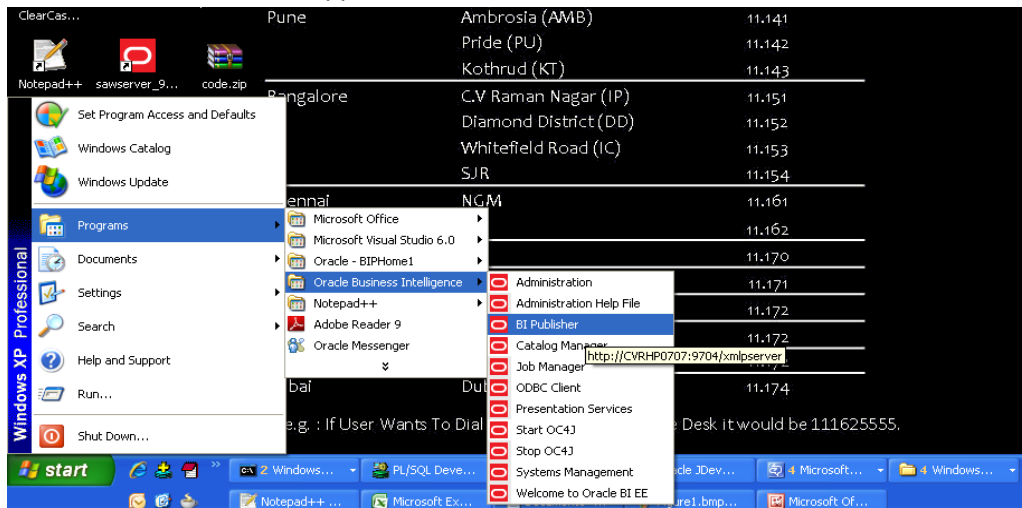 ClearCas...
Pune Ambrosia (AMB) 11.141
Pride (PU) 11.142
Kothrud (KT) 11.143
Notepad++ sawserver_9... code.zip
Bangalore C.V Raman Nagar (IP) 11.151
Diamond District (DD) 11.152
Whitefield Road (IC) 11.153
SJR 11.154
ennai NGM 11.161
11.162
11.170
11.171
11.172
11.172
bai Dub 11.174
e.g. : If User Wants To Dial e Desk it would be 111625555.
Windows XP Professional
Set Program Access and Defaults
Windows Catalog
Windows Update
Programs
Documents
Settings
Search
Help and Support
Run...
Shut Down...
Microsoft Office
Microsoft Visual Studio 6.0
Oracle - BIPHome1
Oracle Business Intelligence
Notepad++
Adobe Reader 9
Oracle Messenger
Administration
Administration Help File
BI Publisher
Catalog Manager
http://CVRHP0707:9704/xmlpserver
Job Manager
ODBC Client
Presentation Services
Start OC4J
Stop OC4J
Systems Management
Welcome to Oracle BI EE
start 2 Windows... PL/SQL Deve... acle JDev... 4 Microsoft... 4 Windows...
Notepad++ ... Microsoft Ex... ure1.bmp... Microsoft Of...